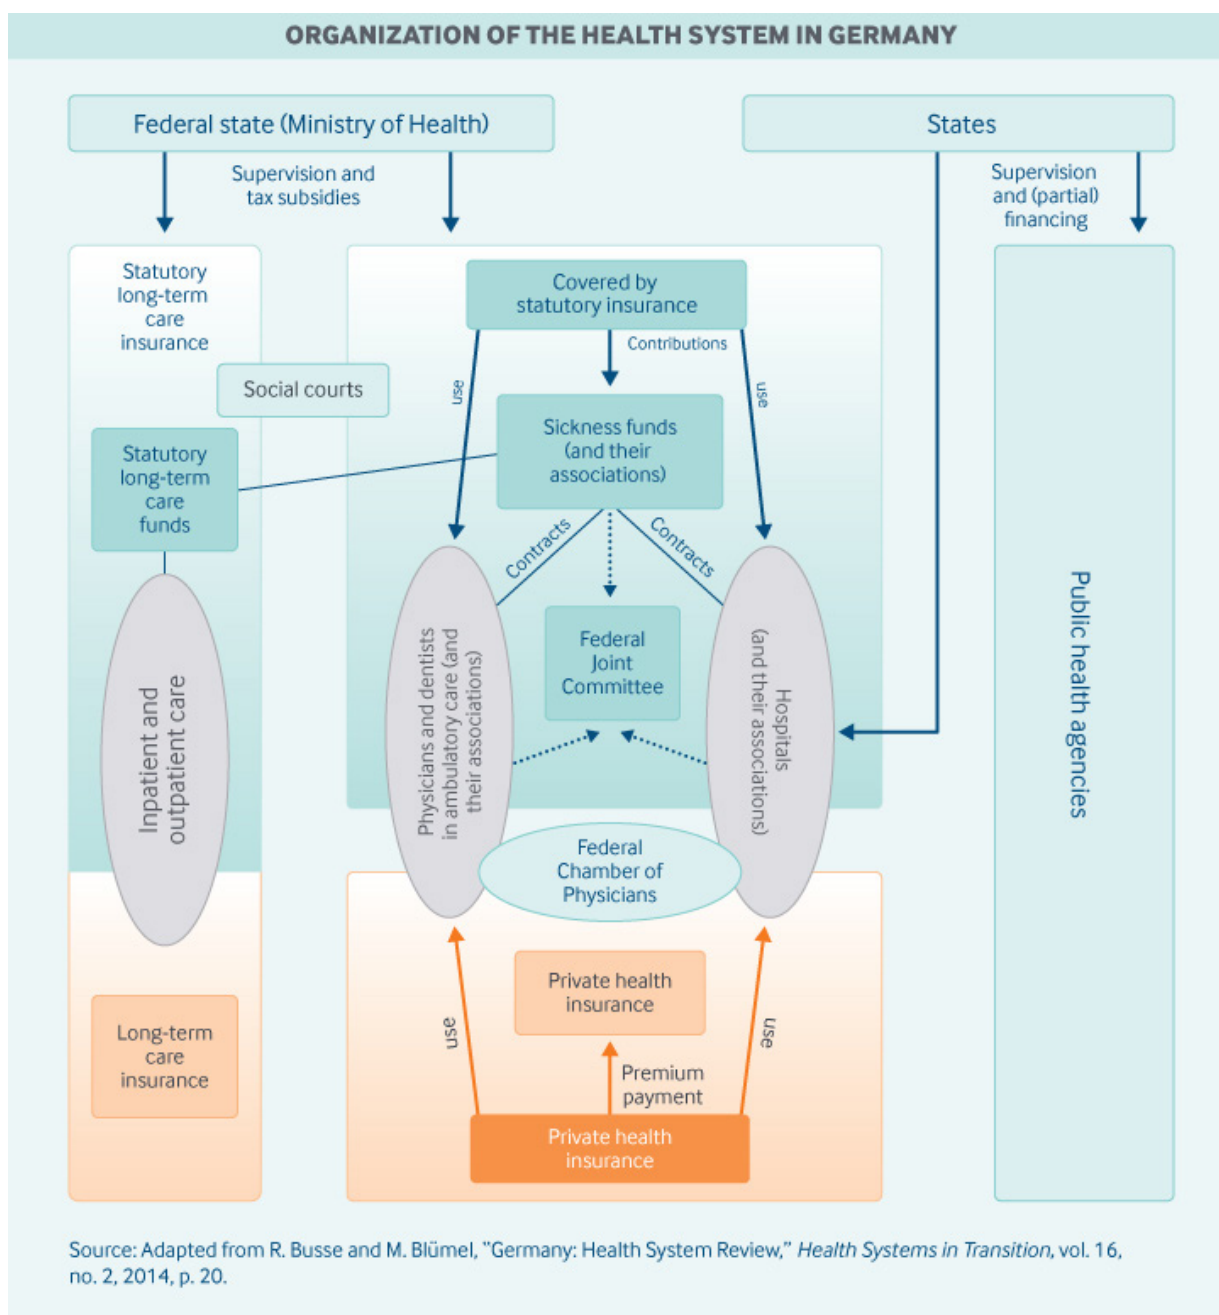 ORGANIZATION OF THE HEALTH SYSTEM IN GERMANY
Federal state (Ministry of Health)
States
Supervision and
tax subsidies
Supervision
and (partial)
financing
Statutory
long-term
care
insurance
Covered by
statutory insurance
Contributions
use
use
Social courts
Sickness funds
(and their
associations)
Statutory
long-term
care
funds
Contracts
Contracts
Federal
Joint
Committee
Inpatient and
outpatient care
Physicians and dentists
in ambulatory care (and
their associations)
Hospitals
(and their associations)
Public health agencies
Federal
Chamber of
Physicians
Private health
insurance
Long-term
care
insurance
use
use
Premium
payment
Private health
insurance
Source: Adapted from R. Busse and M. Blümel, "Germany: Health System Review,” Health Systems in Transition, vol. 16,
no. 2, 2014, p. 20.